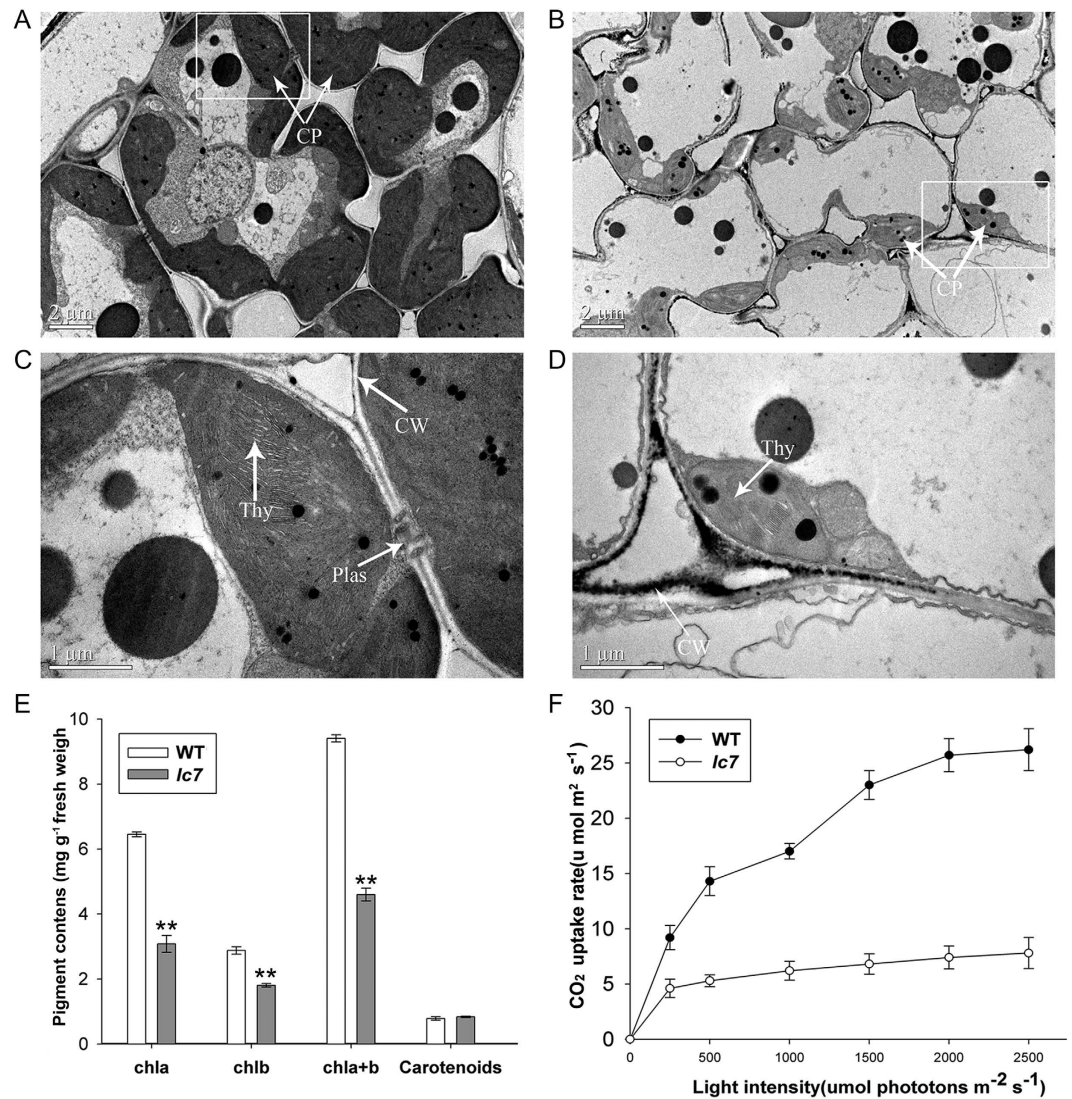 A
CP
2 μm
B
CP
2 μm
C
CW
Thy
Plas
1 μm
D
Thy
CW
1 μm
E
Pigment contens (mg g⁻¹ fresh weigh
10
8
6
4
2
0
WT
lc7
**
**
**
chla
chlb
chla+b
Carotenoids
F
CO₂ uptake rate(u mol m² s⁻¹)
30
25
20
15
10
5
0
WT
lc7
0
500
1000
1500
2000
2500
Light intensity(umol phototons m⁻² s⁻¹)